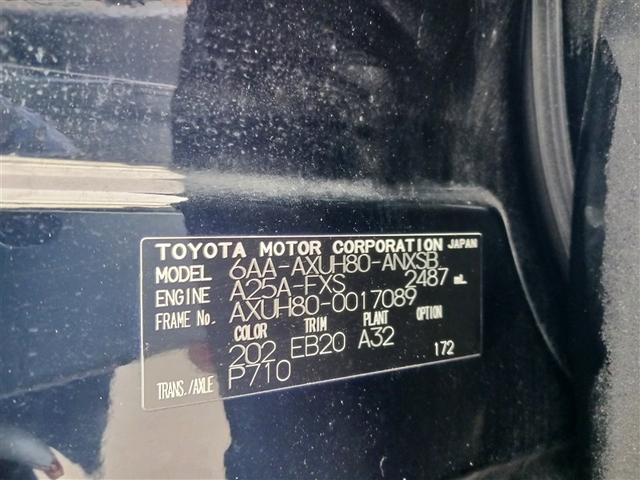 TOYOTA MOTOR CORPORATION JAPAN
MODEL 6AA-AXUH80-ANXSB
ENGINE A25A-FXS 2487 mL
FRAME No. AXUH80-0017089
COLOR TRIM PLANT OPTION
202 EB20 A32
172
TRANS./AXLE P710